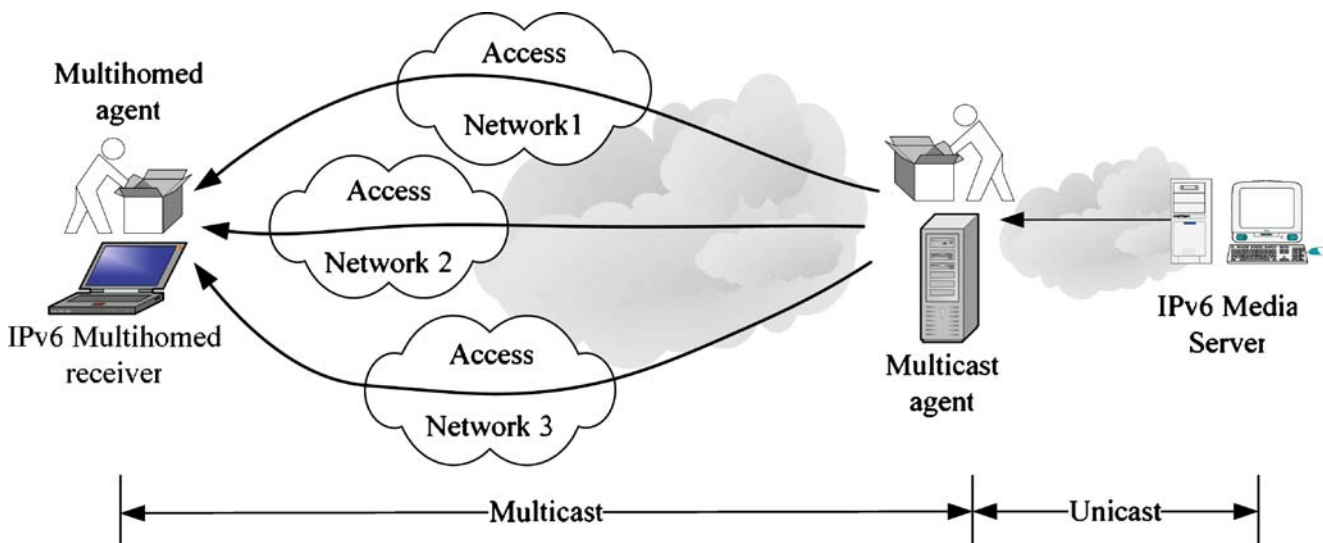 Multihomed
agent
IPv6 Multihomed
receiver
Access
Network1
Access
Network 2
Access
Network 3
Multicast
agent
IPv6 Media
Server
Multicast
Unicast